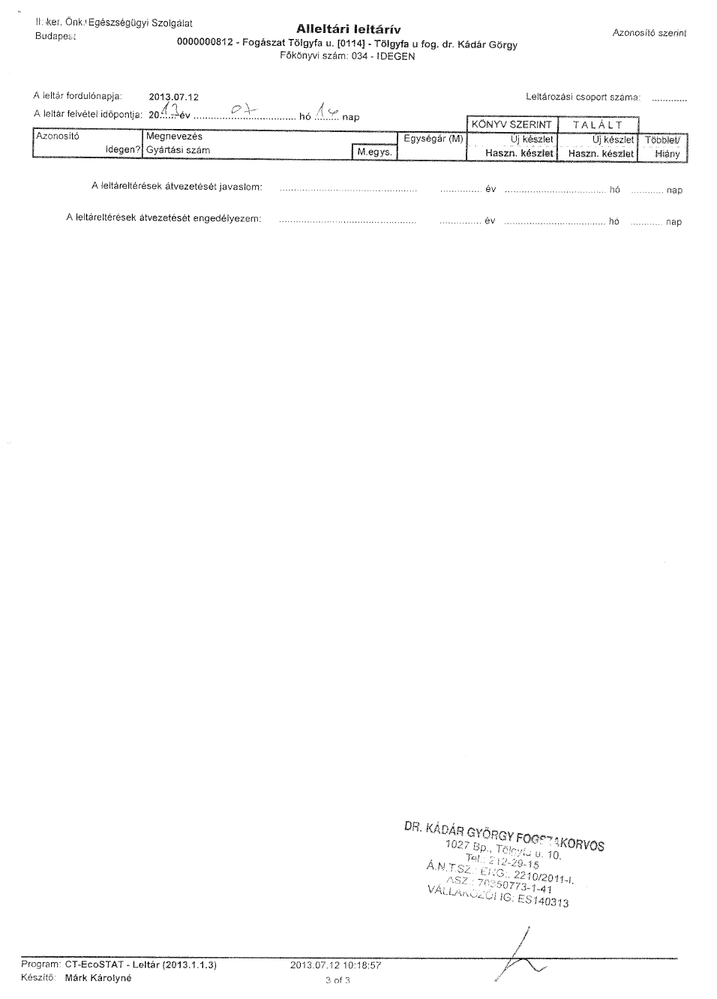 II. ker. Önk. Egészségügyi Szolgálat
Budapest
Alleltári leltárív
0000000812 - Fogászat Tölgyfa u. [0114] - Tölgyfa u fog. dr. Kádár Görgy
Főkönyvi szám: 034 - IDEGEN
Azonosító szerint
A leltár fordulónapja: 2013.07.12
Leltározási csoport száma: ............
A leltár felvétel időpontja: 2013 év 07 hó 14 nap
KÖNYV SZERINT TALÁLT
Azonosító Megnevezés Egységár (M) Új készlet Új készlet Többlet/
Idegen? Gyártási szám M.egys. Haszn. készlet Haszn. készlet Hiány
A leltáreltérések átvezetését javaslom: ............ év ............ hó ............ nap
A leltáreltérések átvezetését engedélyezem: ............ év ............ hó ............ nap
DR. KÁDÁR GYÖRGY FOGSZAKORVOS
1027 Bp., Tölgyfa u. 10.
Tel.: 212-29-15
Á.N.T.SZ.: ENG.: 2210/2011-I.
ASZ.: 70350773-1-41
VÁLLALKOZÓI IG: ES140313
Program: CT-EcoSTAT - Leltár (2013.1.1.3) 2013.07.12 10:18:57
Készítő: Márk Károlyné 3 of 3